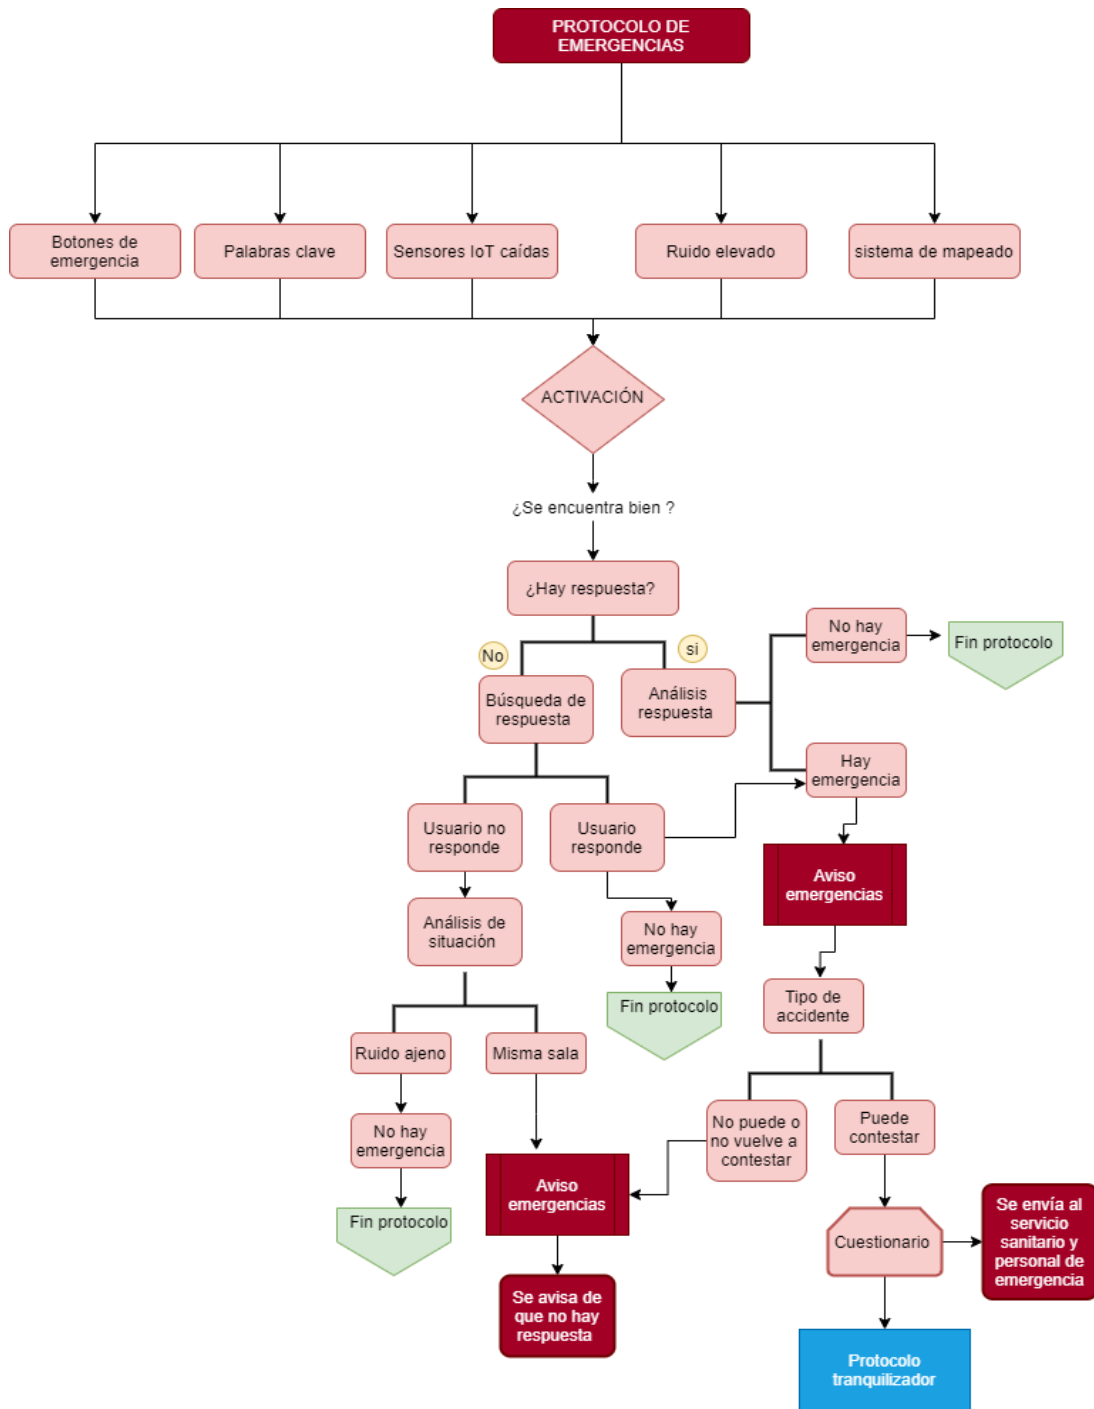 PROTOCOLO DE
EMERGENCIAS
Botones de
emergencia
Palabras clave
Sensores IoT caídas
Ruido elevado
sistema de mapeado
ACTIVACIÓN
¿Se encuentra bien ?
¿Hay respuesta?
No
si
Búsqueda de
respuesta
Análisis
respuesta
No hay
emergencia
Fin protocolo
Hay
emergencia
Usuario no
responde
Usuario
responde
Aviso
emergencias
Análisis de
situación
No hay
emergencia
Fin protocolo
Tipo de
accidente
Ruido ajeno
Misma sala
No puede o
no vuelve a
contestar
Puede
contestar
No hay
emergencia
Aviso
emergencias
Fin protocolo
Cuestionario
Se envía al
servicio
sanitario y
personal de
emergencia
Se avisa de
que no hay
respuesta
Protocolo
tranquilizador